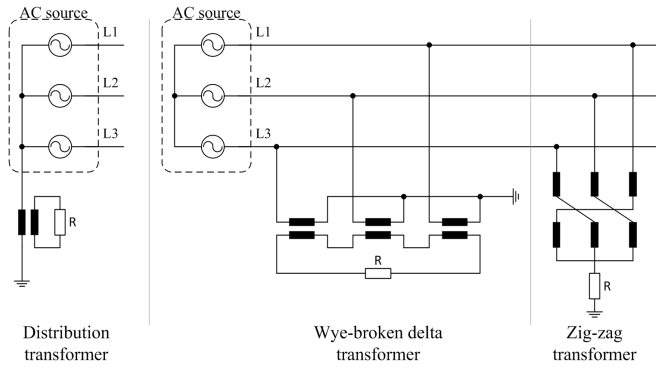 AC source
L1
L2
L3
R
Distribution
transformer
AC source
L1
L2
L3
R
Wye-broken delta
transformer
R
Zig-zag
transformer